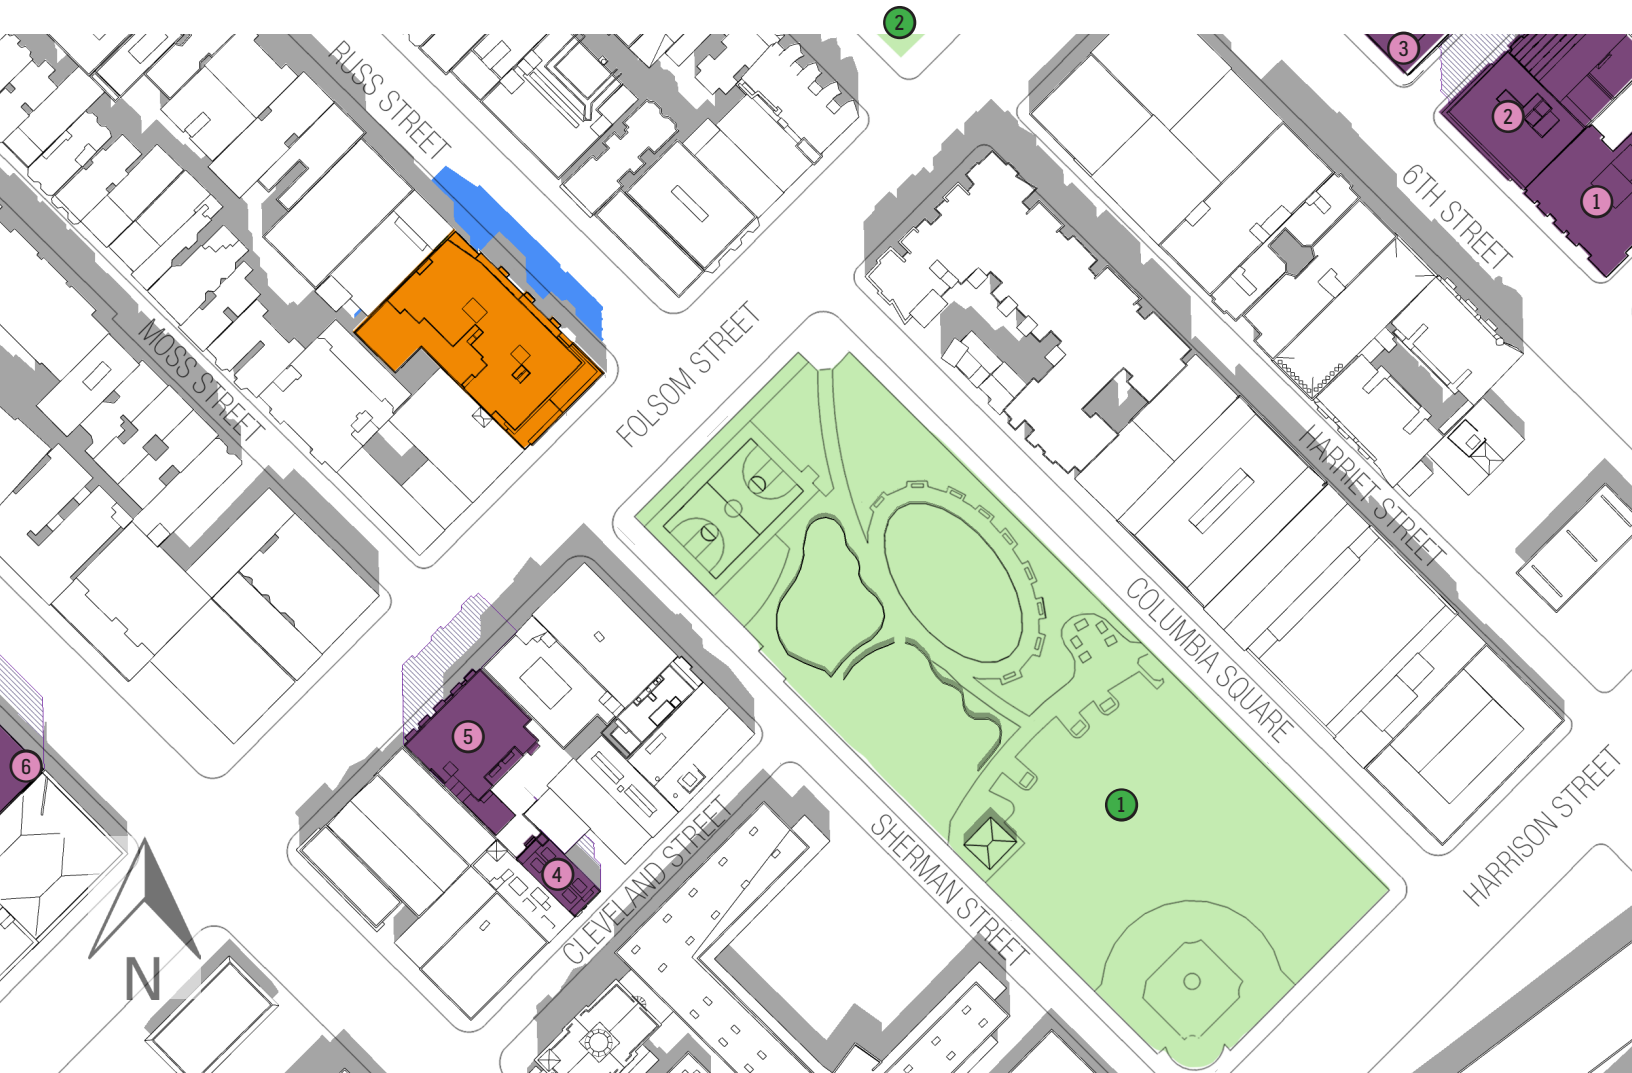 2
3
RUSS STREET
2
6TH STREET
1
MOSS STREET
FOLSOM STREET
HARRIET STREET
COLUMBIA SQUARE
5
6
1
HARRISON STREET
4
CLEVELAND STREET
SHERMAN STREET
N